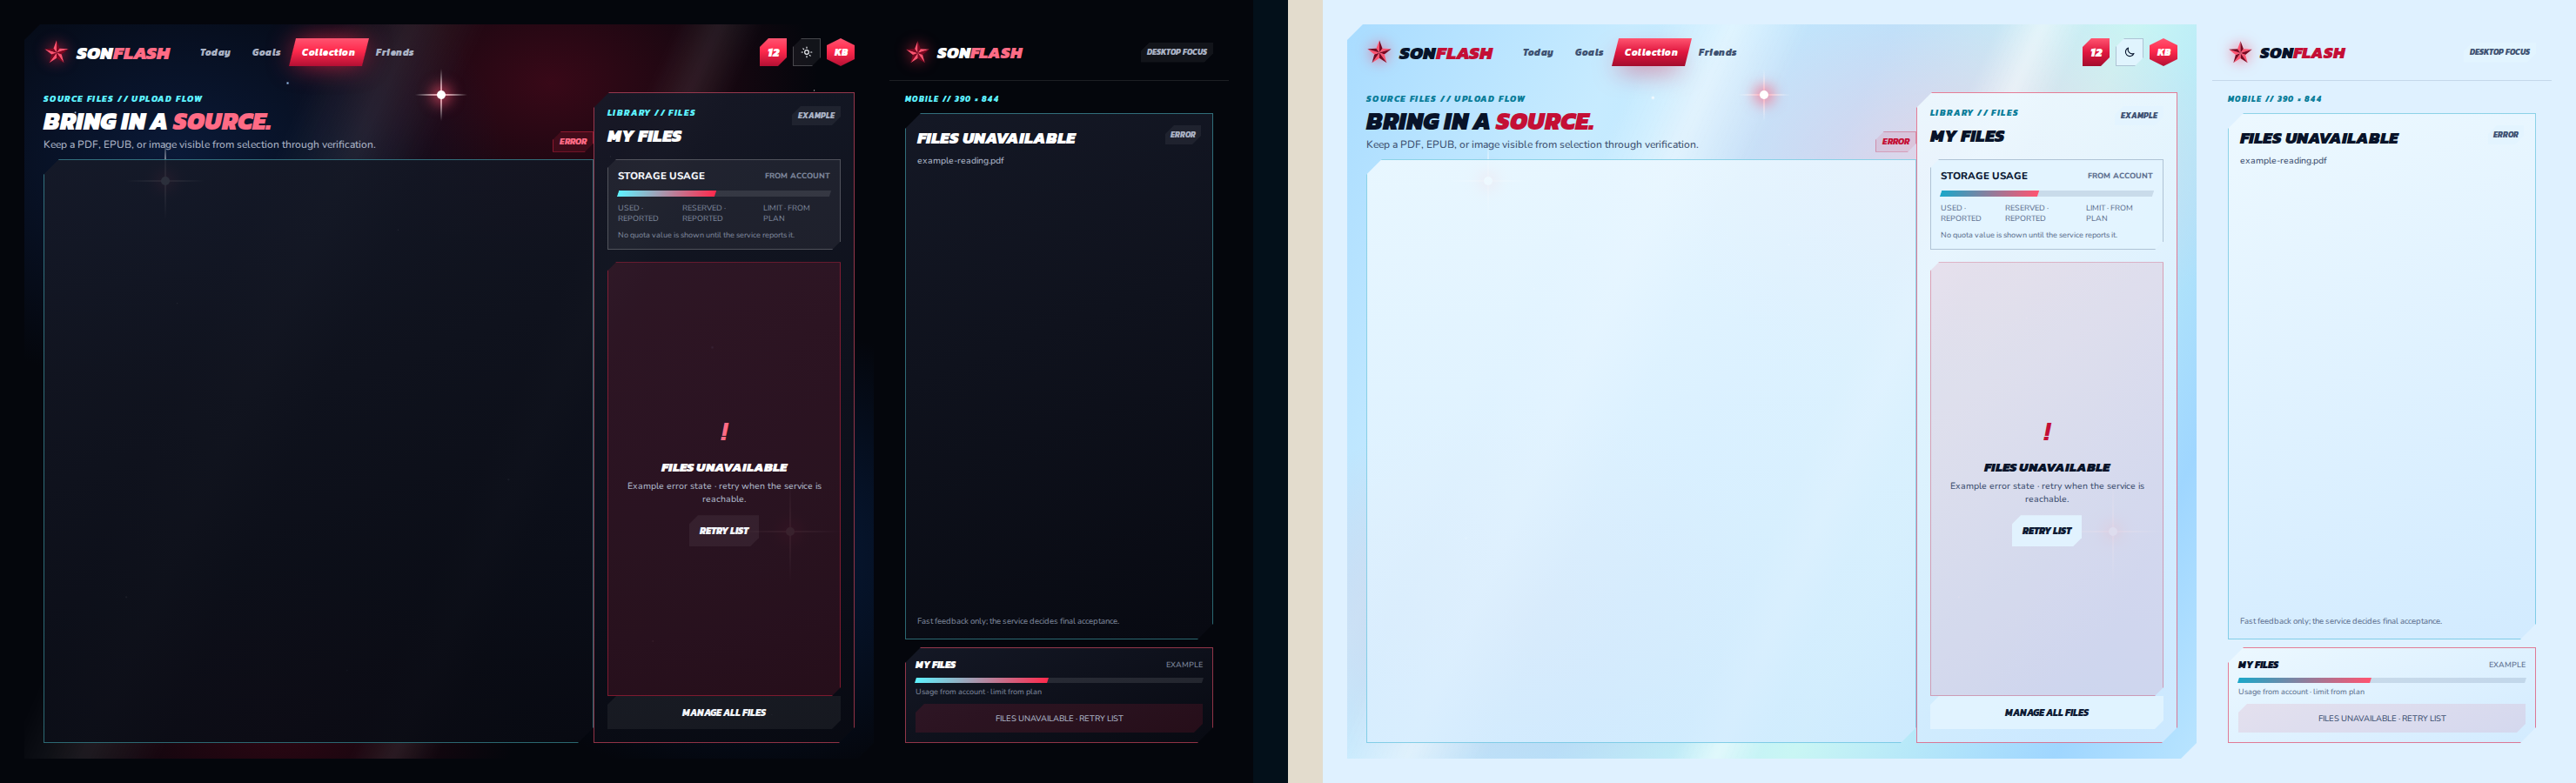 SONFLASH
Today
Goals
Collection
Friends
12
KB
SOURCE FILES // UPLOAD FLOW
BRING IN A SOURCE.
Keep a PDF, EPUB, or image visible from selection through verification.
ERROR
LIBRARY // FILES
EXAMPLE
MY FILES
STORAGE USAGE
FROM ACCOUNT
USED · REPORTED
RESERVED · REPORTED
LIMIT · FROM PLAN
No quota value is shown until the service reports it.
!
FILES UNAVAILABLE
Example error state · retry when the service is
reachable.
RETRY LIST
MANAGE ALL FILES
SONFLASH
DESKTOP FOCUS
MOBILE // 390 × 844
FILES UNAVAILABLE
ERROR
example-reading.pdf
Fast feedback only; the service decides final acceptance.
MY FILES
EXAMPLE
Usage from account · limit from plan
FILES UNAVAILABLE · RETRY LIST
SONFLASH
Today
Goals
Collection
Friends
12
KB
SOURCE FILES // UPLOAD FLOW
BRING IN A SOURCE.
Keep a PDF, EPUB, or image visible from selection through verification.
ERROR
LIBRARY // FILES
EXAMPLE
MY FILES
STORAGE USAGE
FROM ACCOUNT
USED · REPORTED
RESERVED · REPORTED
LIMIT · FROM PLAN
No quota value is shown until the service reports it.
!
FILES UNAVAILABLE
Example error state · retry when the service is
reachable.
RETRY LIST
MANAGE ALL FILES
SONFLASH
DESKTOP FOCUS
MOBILE // 390 × 844
FILES UNAVAILABLE
ERROR
example-reading.pdf
Fast feedback only; the service decides final acceptance.
MY FILES
EXAMPLE
Usage from account · limit from plan
FILES UNAVAILABLE · RETRY LIST